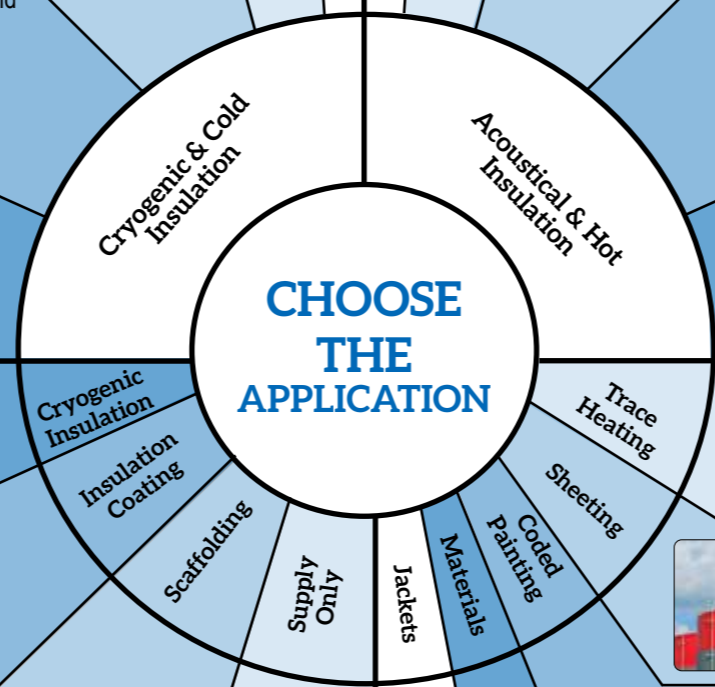 CHOOSE
THE
APPLICATION
Cryogenic & Cold
Insulation
Acoustical & Hot
Insulation
Trace
Heating
Sheeting
Coded
Painting
Materials
Jackets
Supply
Only
Scaffolding
Insulation
Coating
Cryogenic
Insulation